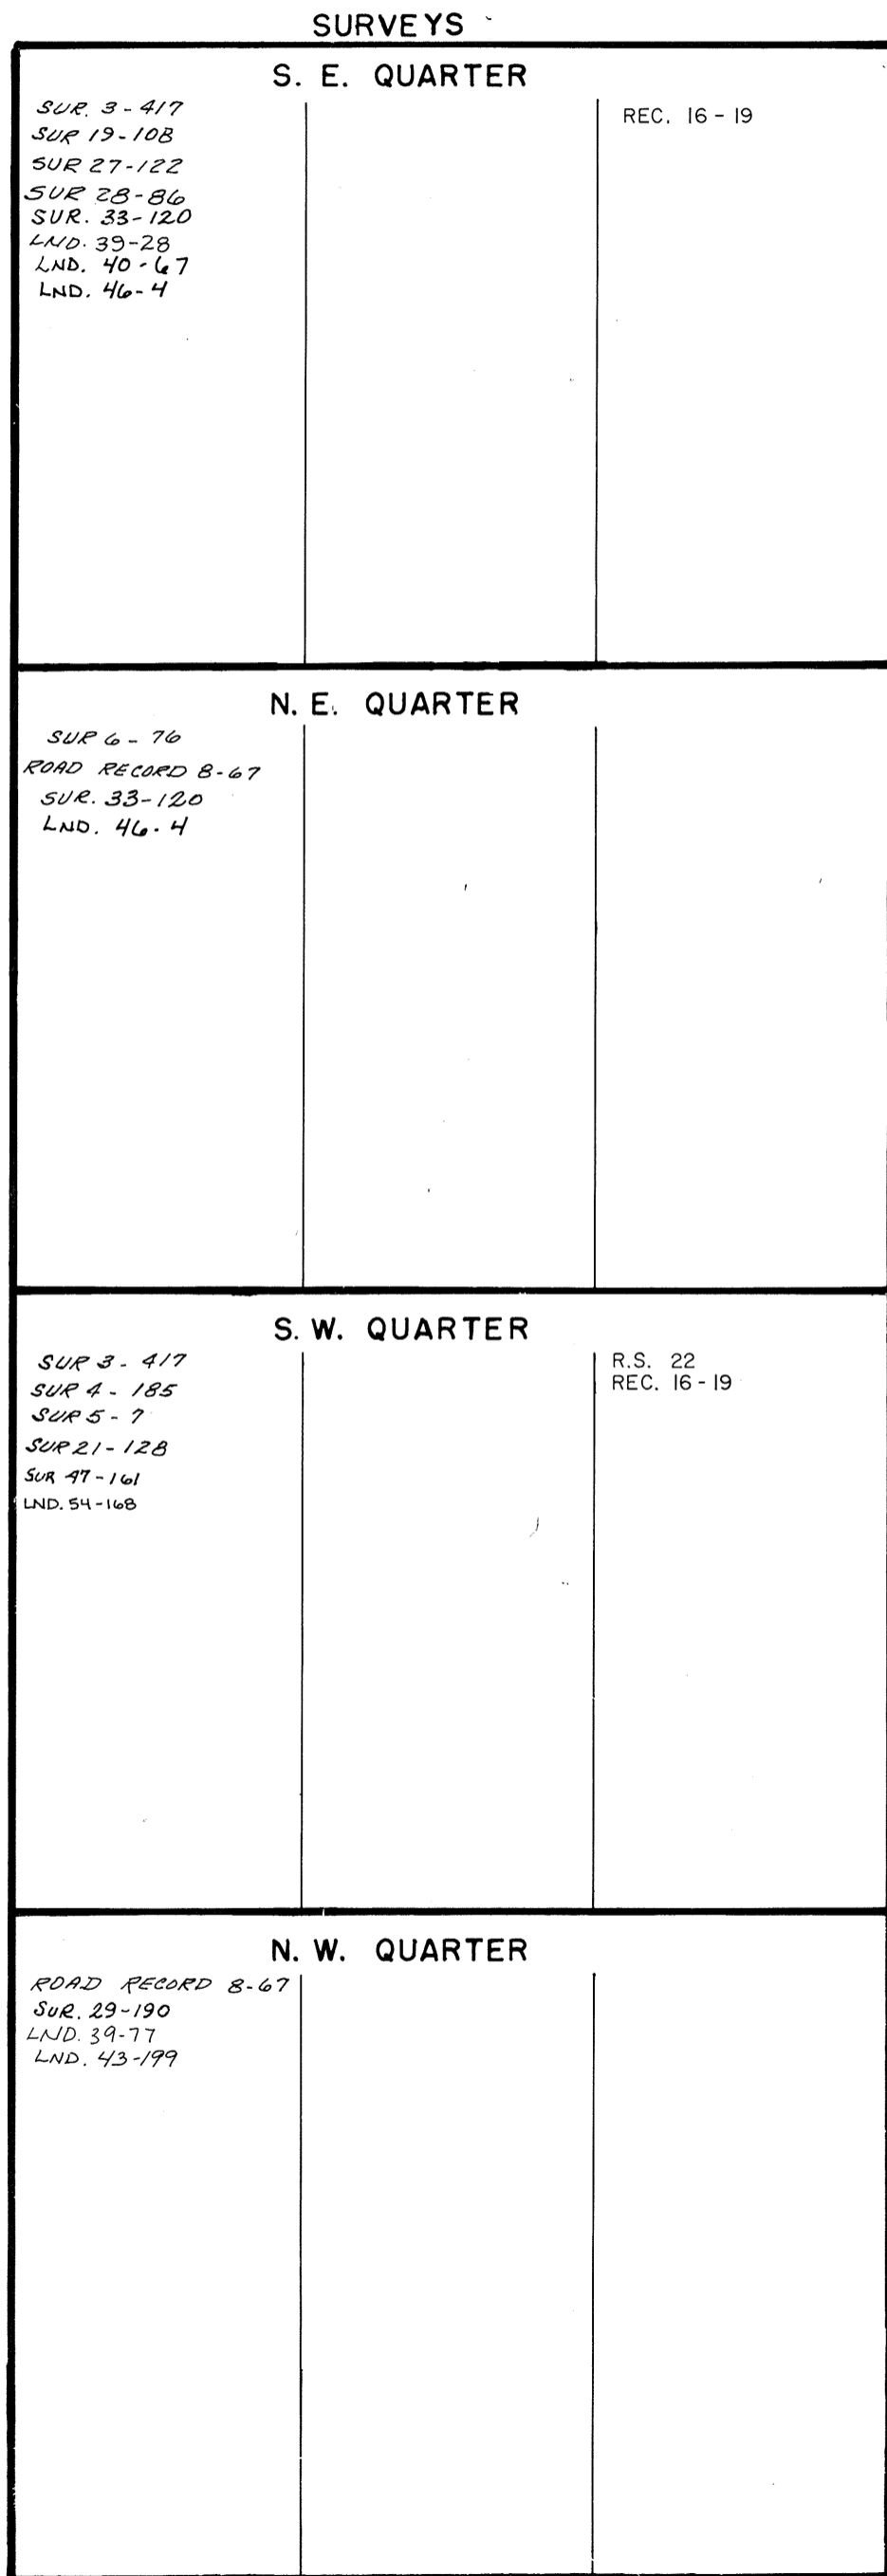 SURVEYS
S. E. QUARTER
SUR. 3-417
SUR 19-108
SUR 27-122
SUR 28-86
SUR. 33-120
LND. 39-28
LND. 40-67
LND. 46-4
REC. 16-19
N. E. QUARTER
SUR 6-76
ROAD RECORD 8-67
SUR. 33-120
LND. 46-4
S. W. QUARTER
SUR 3-417
SUR 4-185
SUR 5-7
SUR 21-128
SUR 47-161
LND. 54-168
R.S. 22
REC. 16-19
N. W. QUARTER
ROAD RECORD 8-67
SUR. 29-190
LND. 39-77
LND. 43-199